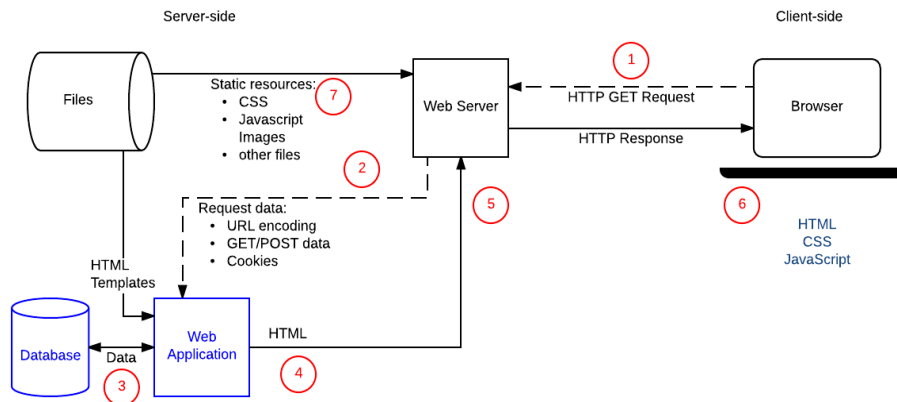 Server-side
Client-side
1
Files
Static resources:
7
• CSS
• Javascript
Images
• other files
Web Server
HTTP GET Request
Browser
HTTP Response
2
5
6
Request data:
• URL encoding
• GET/POST data
• Cookies
HTML
CSS
JavaScript
HTML
Templates
Database
Data
3
Web
Application
HTML
4